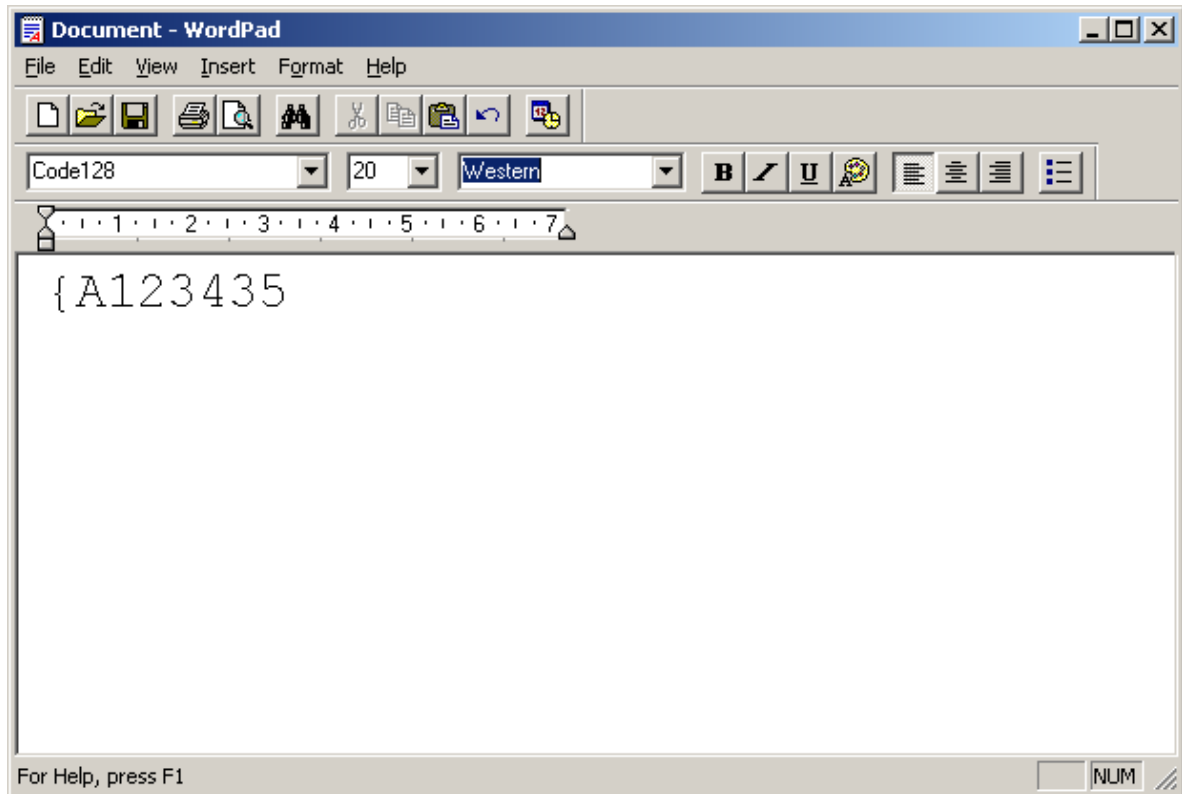 Document - WordPad
File Edit View Insert Format Help
Code128 20 Western B I U
1 2 3 4 5 6 7
{A123435
For Help, press F1 NUM